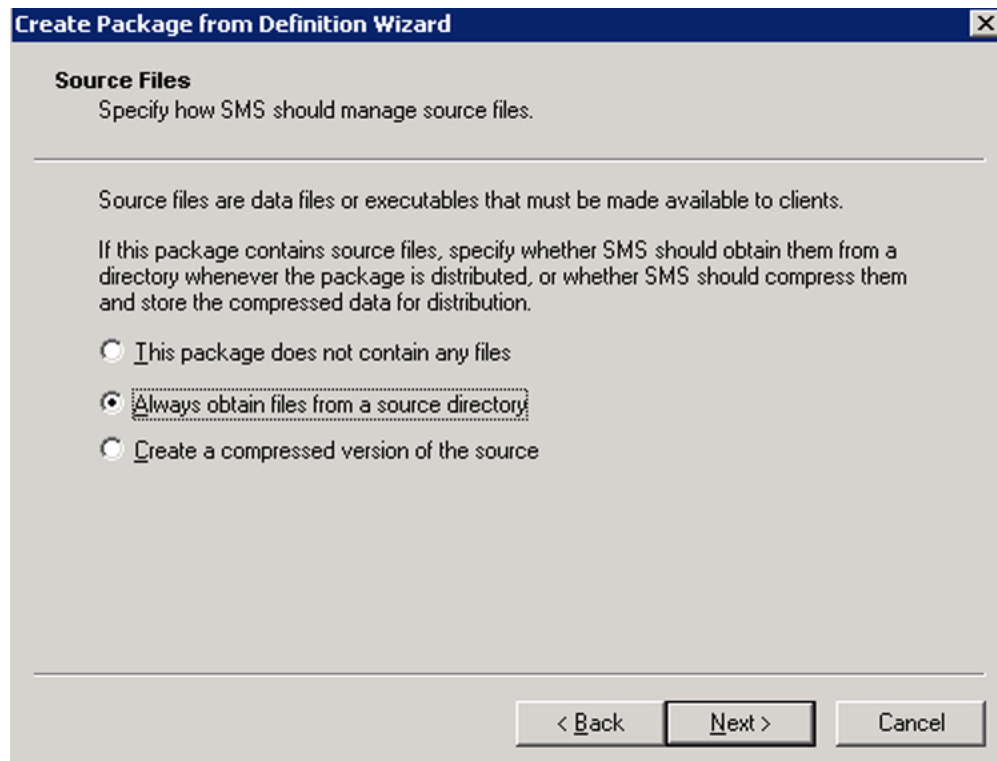 Create Package from Definition Wizard
Source Files
Specify how SMS should manage source files.
Source files are data files or executables that must be made available to clients.
If this package contains source files, specify whether SMS should obtain them from a
directory whenever the package is distributed, or whether SMS should compress them
and store the compressed data for distribution.
This package does not contain any files
Always obtain files from a source directory
Create a compressed version of the source
< Back
Next >
Cancel